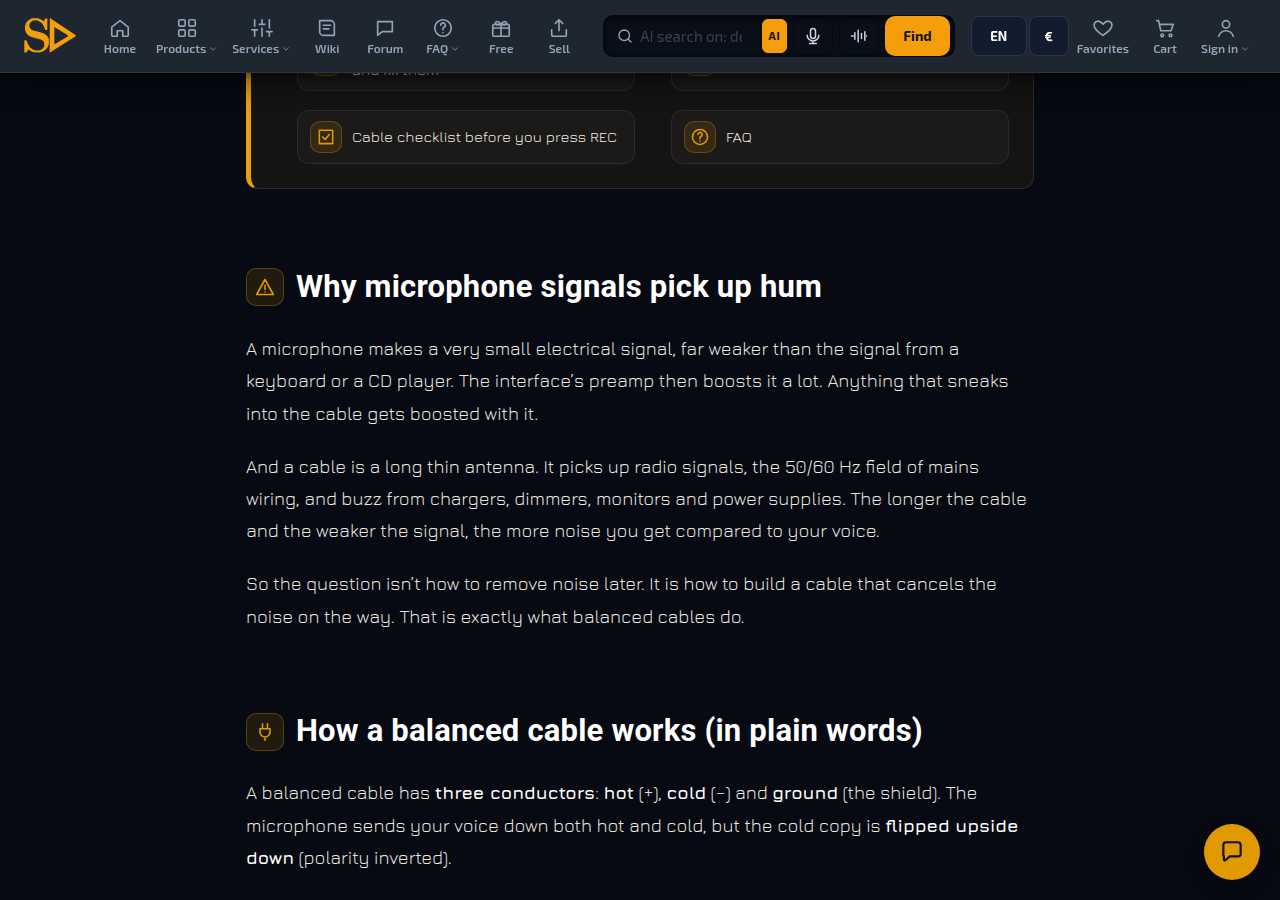 Home
Products
Services
Wiki
Forum
FAQ
Free
Sell
AI search on: de
AI
Find
EN
€
Favorites
Cart
Sign in
Cable checklist before you press REC
FAQ
Why microphone signals pick up hum
A microphone makes a very small electrical signal, far weaker than the signal from a
keyboard or a CD player. The interface’s preamp then boosts it a lot. Anything that sneaks
into the cable gets boosted with it.
And a cable is a long thin antenna. It picks up radio signals, the 50/60 Hz field of mains
wiring, and buzz from chargers, dimmers, monitors and power supplies. The longer the cable
and the weaker the signal, the more noise you get compared to your voice.
So the question isn’t how to remove noise later. It is how to build a cable that cancels the
noise on the way. That is exactly what balanced cables do.
How a balanced cable works (in plain words)
A balanced cable has three conductors: hot (+), cold (−) and ground (the shield). The
microphone sends your voice down both hot and cold, but the cold copy is flipped upside
down (polarity inverted).